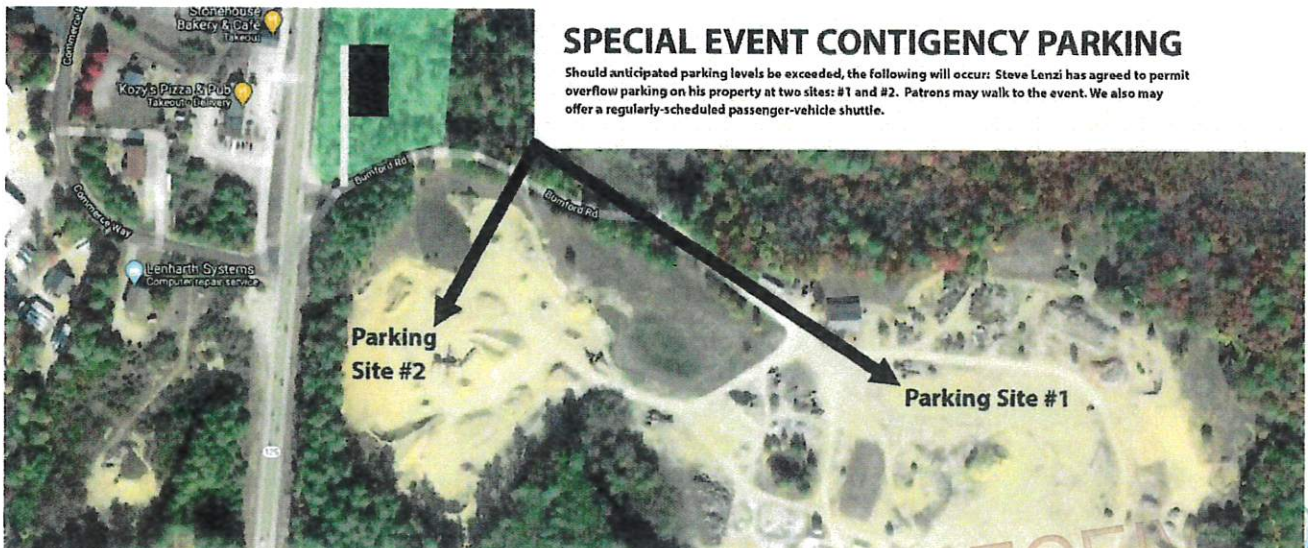 SPECIAL EVENT CONTIGENCY PARKING
Should anticipated parking levels be exceeded, the following will occur: Steve Lenzi has agreed to permit
overflow parking on his property at two sites: #1 and #2. Patrons may walk to the event. We also may
offer a regularly-scheduled passenger-vehicle shuttle.
Stonehouse
Bakery & Cafe
Takeout
Commerce
Kozy's Pizza & Pub
Takeout Delivery
Bumford Rd
Bumford Rd
Commerce Way
Lenharth Systems
Computer repair service
Parking
Site #2
Parking Site #1
125